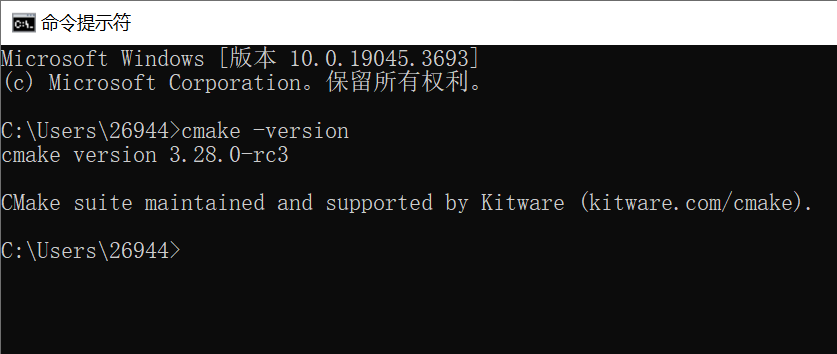 命令提示符
Microsoft Windows [版本 10.0.19045.3693]
(c) Microsoft Corporation。保留所有权利。
C:\Users\26944>cmake -version
cmake version 3.28.0-rc3
CMake suite maintained and supported by Kitware (kitware.com/cmake).
C:\Users\26944>